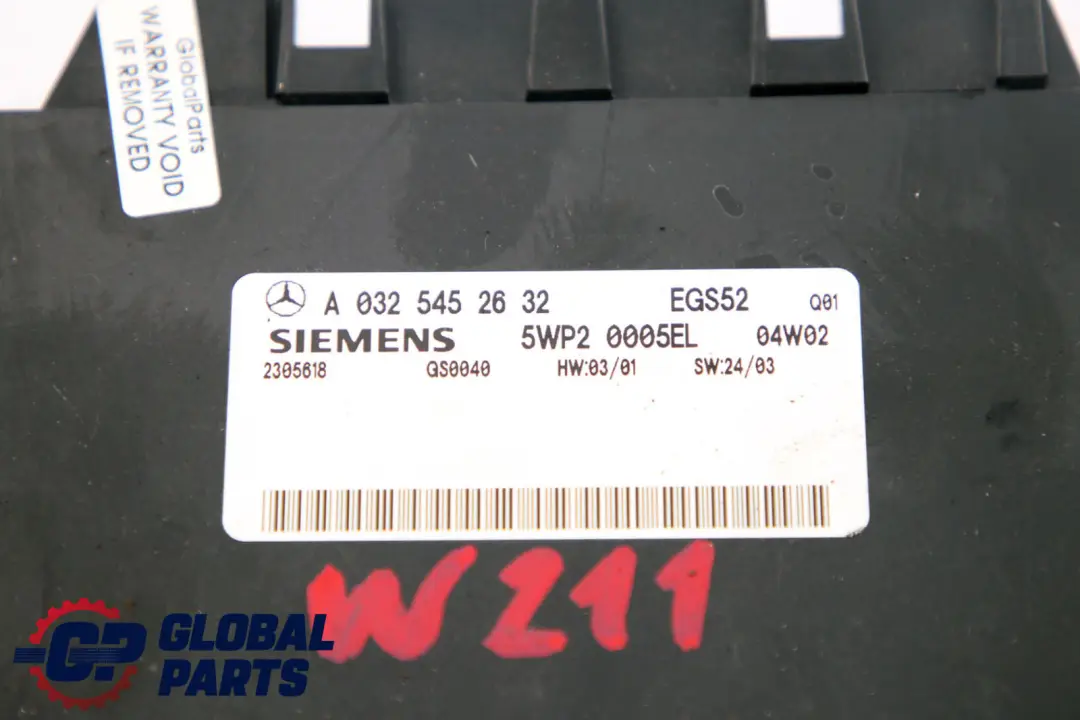 GlobalParts
WARRANTY VOID
IF REMOVED
A 032 545 26 32 EGS52 Q01
SIEMENS 5WP2 0005EL 04W02
2305618 GS0040 HW:03/01 SW:24/03
W211
GP GLOBAL
PARTS